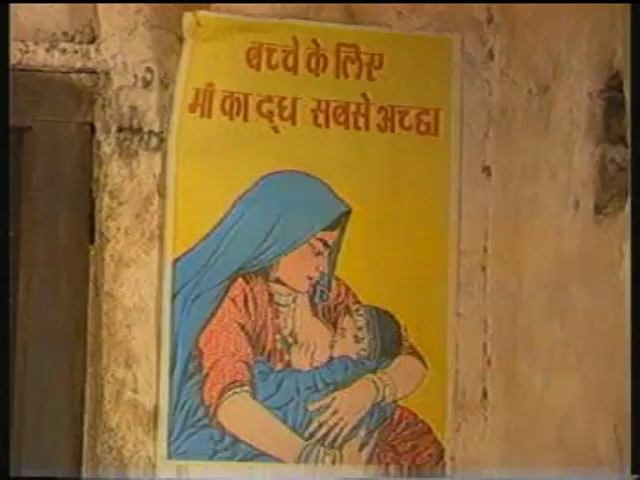 बच्चे के लिए
माँ का दूध सबसे अच्छा